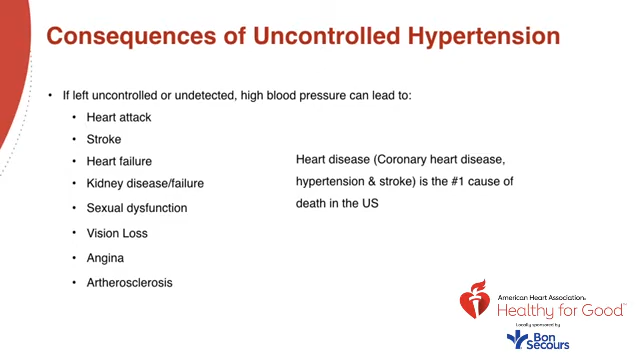 Consequences of Uncontrolled Hypertension
• If left uncontrolled or undetected, high blood pressure can lead to:
• Heart attack
• Stroke
• Heart failure
• Kidney disease/failure
• Sexual dysfunction
• Vision Loss
• Angina
• Artherosclerosis
Heart disease (Coronary heart disease,
hypertension & stroke) is the #1 cause of
death in the US
American Heart Association®
Healthy for Good™
Locally sponsored by
Bon
Secours